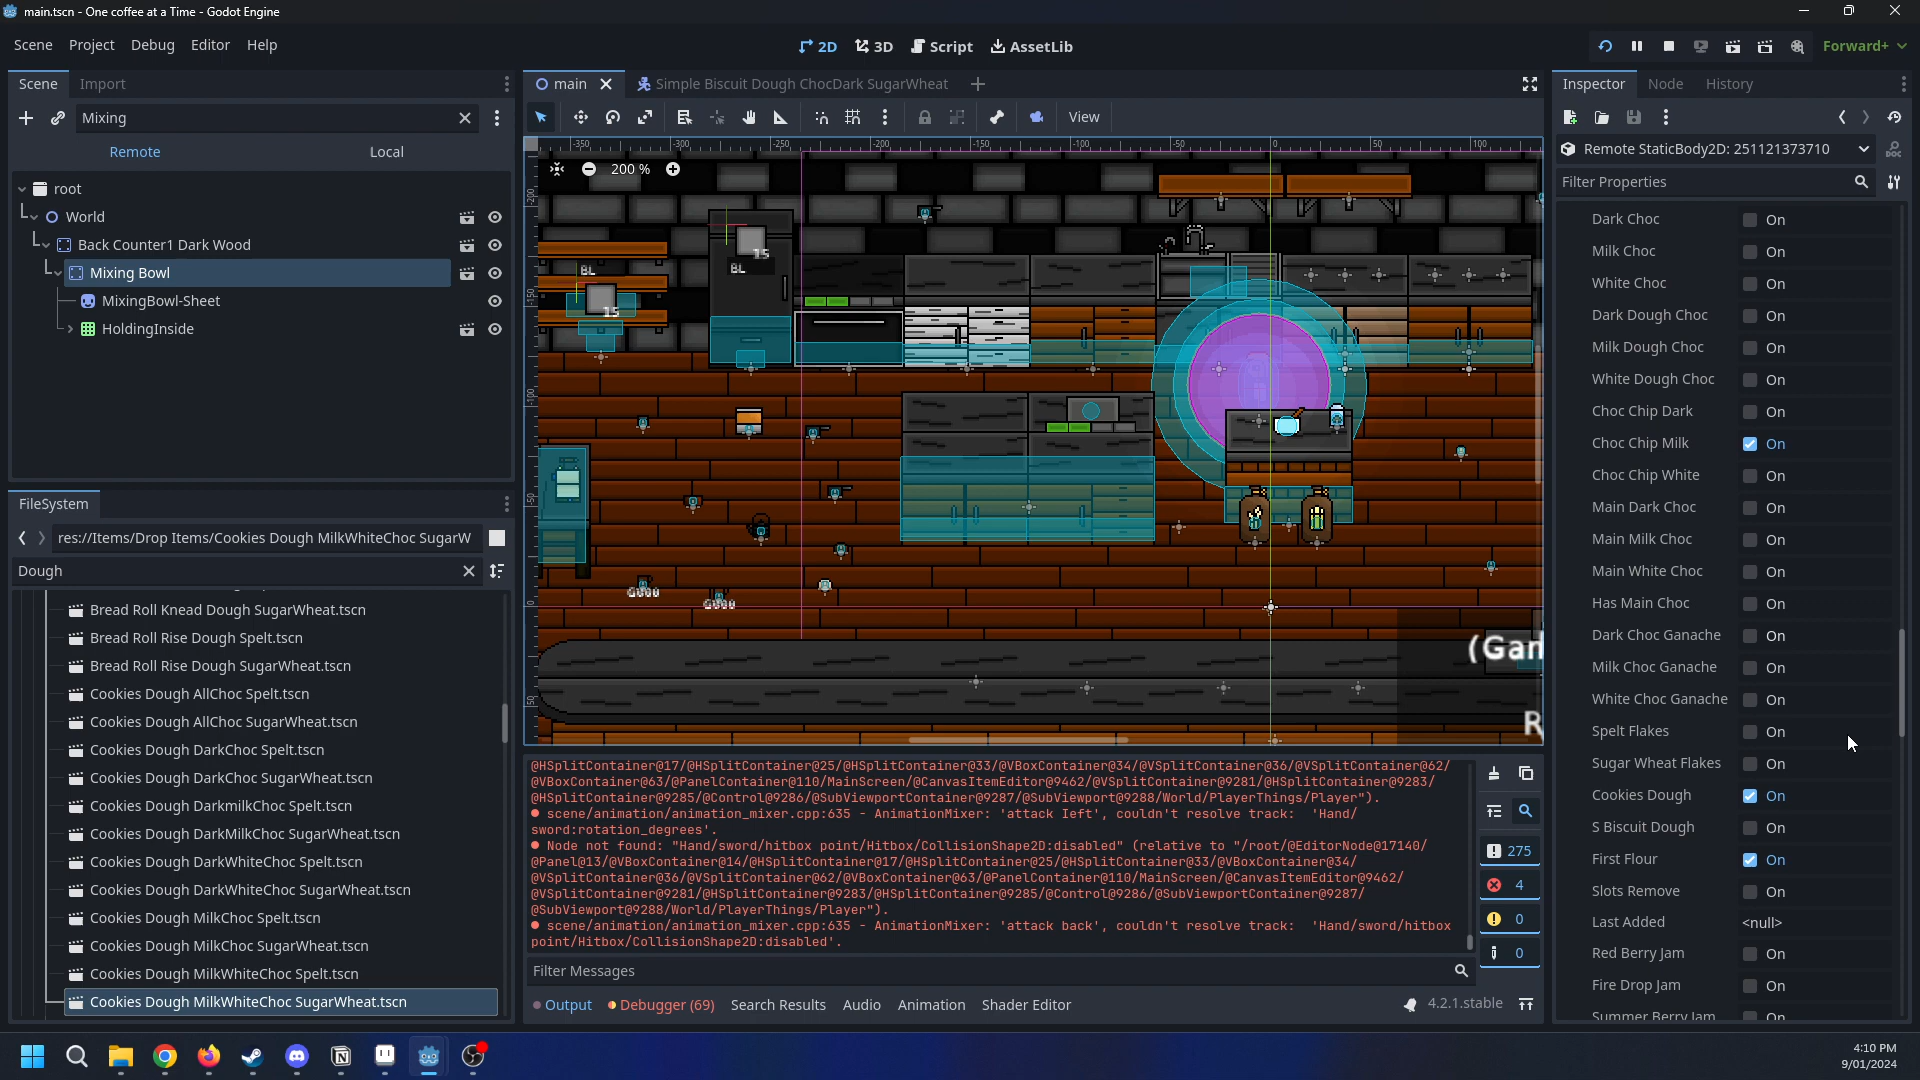 main.tscn - One coffee at a Time - Godot Engine
Scene Project Debug Editor Help
2D 3D Script AssetLib
Forward+
Scene Import
main Simple Biscuit Dough ChocDark SugarWheat
Inspector Node History
Mixing
View
Remote Local
Remote StaticBody2D: 251121373710
200 %
Filter Properties
root
World
Back Counter1 Dark Wood
Mixing Bowl
MixingBowl-Sheet
HoldingInside
FileSystem
res://Items/Drop Items/Cookies Dough MilkWhiteChoc SugarW
Dough
Bread Roll Knead Dough SugarWheat.tscn
Bread Roll Rise Dough Spelt.tscn
Bread Roll Rise Dough SugarWheat.tscn
Cookies Dough AllChoc Spelt.tscn
Cookies Dough AllChoc SugarWheat.tscn
Cookies Dough DarkChoc Spelt.tscn
Cookies Dough DarkChoc SugarWheat.tscn
Cookies Dough DarkmilkChoc Spelt.tscn
Cookies Dough DarkMilkChoc SugarWheat.tscn
Cookies Dough DarkWhiteChoc Spelt.tscn
Cookies Dough DarkWhiteChoc SugarWheat.tscn
Cookies Dough MilkChoc Spelt.tscn
Cookies Dough MilkChoc SugarWheat.tscn
Cookies Dough MilkWhiteChoc Spelt.tscn
Cookies Dough MilkWhiteChoc SugarWheat.tscn
15
BL
BL
15
(Gam
R
@HSplitContainer@17/@HSplitContainer@25/@HSplitContainer@33/@VBoxContainer@34/@VSplitContainer@36/@VSplitContainer@62/
@VBoxContainer@63/@PanelContainer@110/MainScreen/@CanvasItemEditor@9462/@VSplitContainer@9281/@HSplitContainer@9283/
@HSplitContainer@9285/@Control@9286/@SubViewportContainer@9287/@SubViewport@9288/World/PlayerThings/Player").
scene/animation/animation_mixer.cpp:635 - AnimationMixer: 'attack left', couldn't resolve track: 'Hand/
sword:rotation_degrees'.
Node not found: "Hand/sword/hitbox point/Hitbox/CollisionShape2D:disabled" (relative to "/root/@EditorNode@17140/
@Panel@13/@VBoxContainer@14/@HSplitContainer@17/@HSplitContainer@25/@HSplitContainer@33/@VBoxContainer@34/
@VSplitContainer@36/@VSplitContainer@62/@VBoxContainer@63/@PanelContainer@110/MainScreen/@CanvasItemEditor@9462/
@VSplitContainer@9281/@HSplitContainer@9283/@HSplitContainer@9285/@Control@9286/@SubViewportContainer@9287/
@SubViewport@9288/World/PlayerThings/Player").
scene/animation/animation_mixer.cpp:635 - AnimationMixer: 'attack back', couldn't resolve track: 'Hand/sword/hitbox
point/Hitbox/CollisionShape2D:disabled'.
275
4
0
0
Filter Messages
Output Debugger (69) Search Results Audio Animation Shader Editor
4.2.1.stable
Dark Choc On
Milk Choc On
White Choc On
Dark Dough Choc On
Milk Dough Choc On
White Dough Choc On
Choc Chip Dark On
Choc Chip Milk On
Choc Chip White On
Main Dark Choc On
Main Milk Choc On
Main White Choc On
Has Main Choc On
Dark Choc Ganache On
Milk Choc Ganache On
White Choc Ganache On
Spelt Flakes On
Sugar Wheat Flakes On
Cookies Dough On
S Biscuit Dough On
First Flour On
Slots Remove On
Last Added <null>
Red Berry Jam On
Fire Drop Jam On
Summer Berry Jam On
4:10 PM
9/01/2024